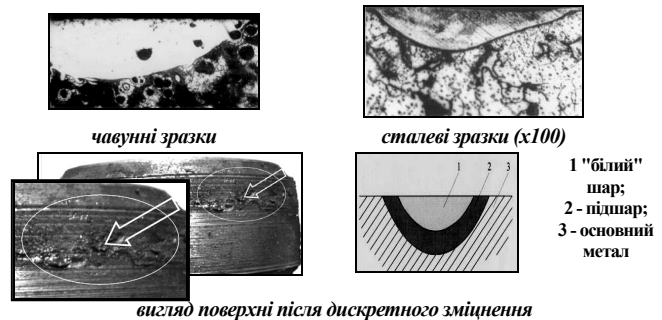 чавунні зразки
сталеві зразки (х100)
1 2 3
1 "білий"
шар;
2 - підшар;
3 - основний
метал
вигляд поверхні після дискретного зміцнення